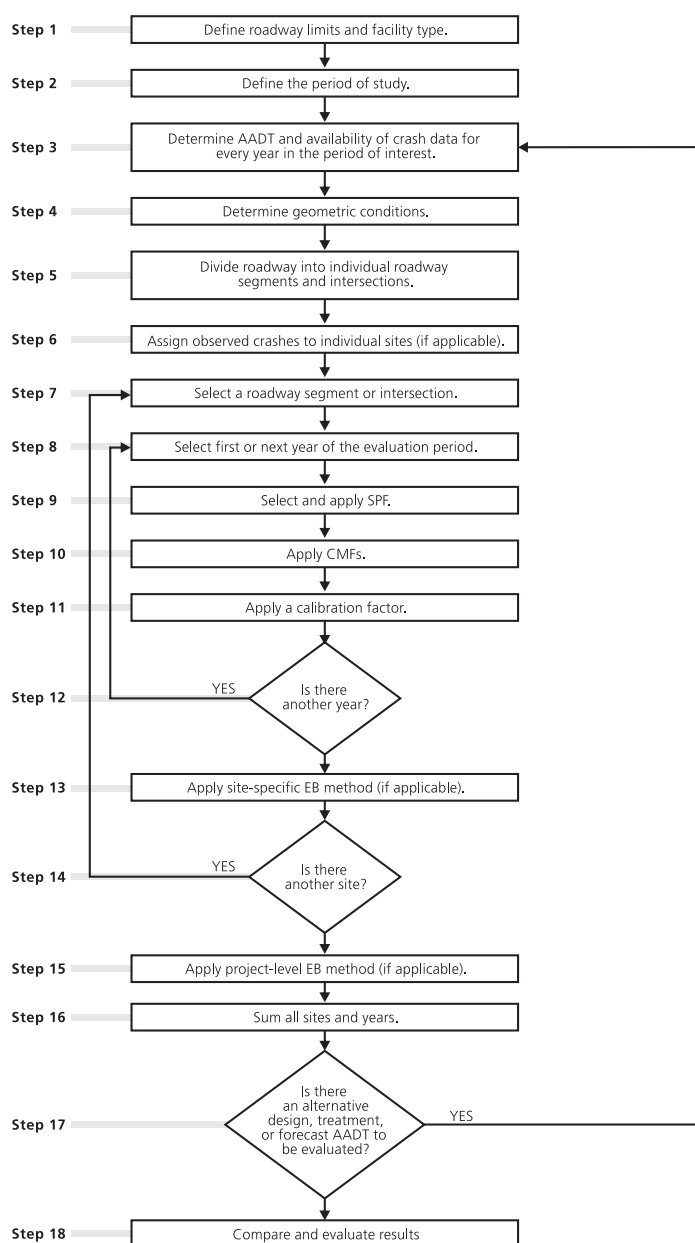 Step 1
Define roadway limits and facility type.
Step 2
Define the period of study.
Step 3
Determine AADT and availability of crash data for
every year in the period of interest.
Step 4
Determine geometric conditions.
Step 5
Divide roadway into individual roadway
segments and intersections.
Step 6
Assign observed crashes to individual sites (if applicable).
Step 7
Select a roadway segment or intersection.
Step 8
Select first or next year of the evaluation period.
Step 9
Select and apply SPF.
Step 10
Apply CMFs.
Step 11
Apply a calibration factor.
Step 12
YES
Is there
another year?
Step 13
Apply site-specific EB method (if applicable).
Step 14
YES
Is there
another site?
Step 15
Apply project-level EB method (if applicable).
Step 16
Sum all sites and years.
Step 17
Is there
an alternative
design, treatment,
or forecast AADT to
be evaluated?
YES
Step 18
Compare and evaluate results